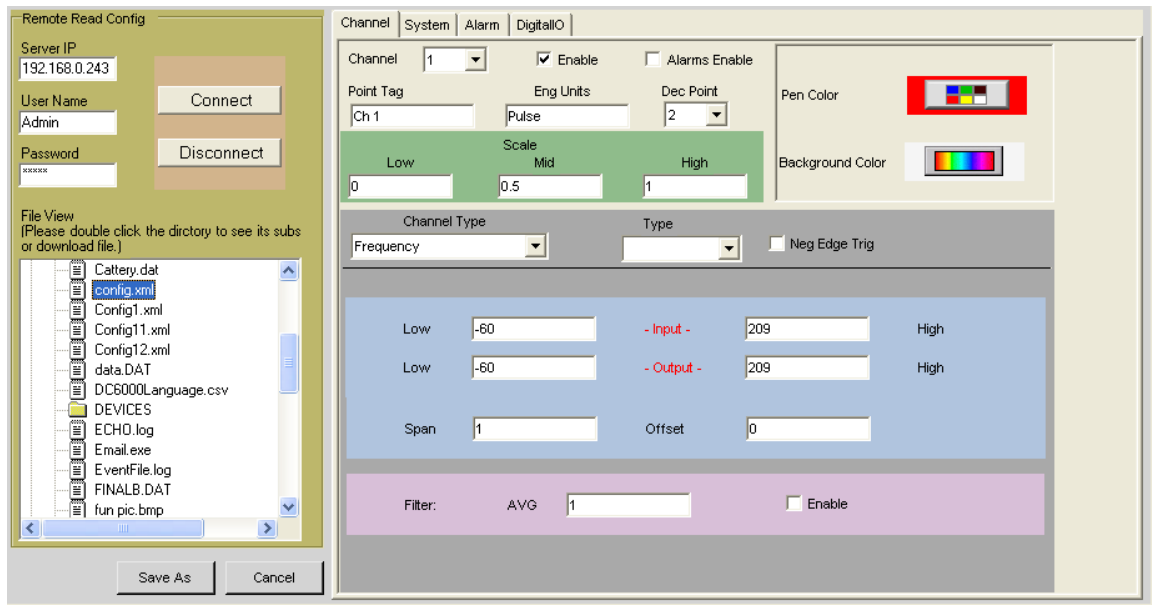 Remote Read Config
Server IP
192.168.0.243
User Name
Admin
Password
*****
Connect
Disconnect
File View
(Please double click the dirctory to see its subs
or download file.)
Cattery.dat
config.xml
Config1.xml
Config11.xml
Config12.xml
data.DAT
DC6000Language.csv
DEVICES
ECHO.log
Email.exe
EventFile.log
FINALB.DAT
fun pic.bmp
Save As Cancel
Channel System Alarm DigitalIO
Channel 1 Enable Alarms Enable
Point Tag Eng Units Dec Point
Ch 1 Pulse 2
Scale
Low Mid High
0 0.5 1
Pen Color
Background Color
Channel Type Type
Frequency Neg Edge Trig
Low -60 - Input - 209 High
Low -60 - Output - 209 High
Span 1 Offset 0
Filter: AVG 1 Enable